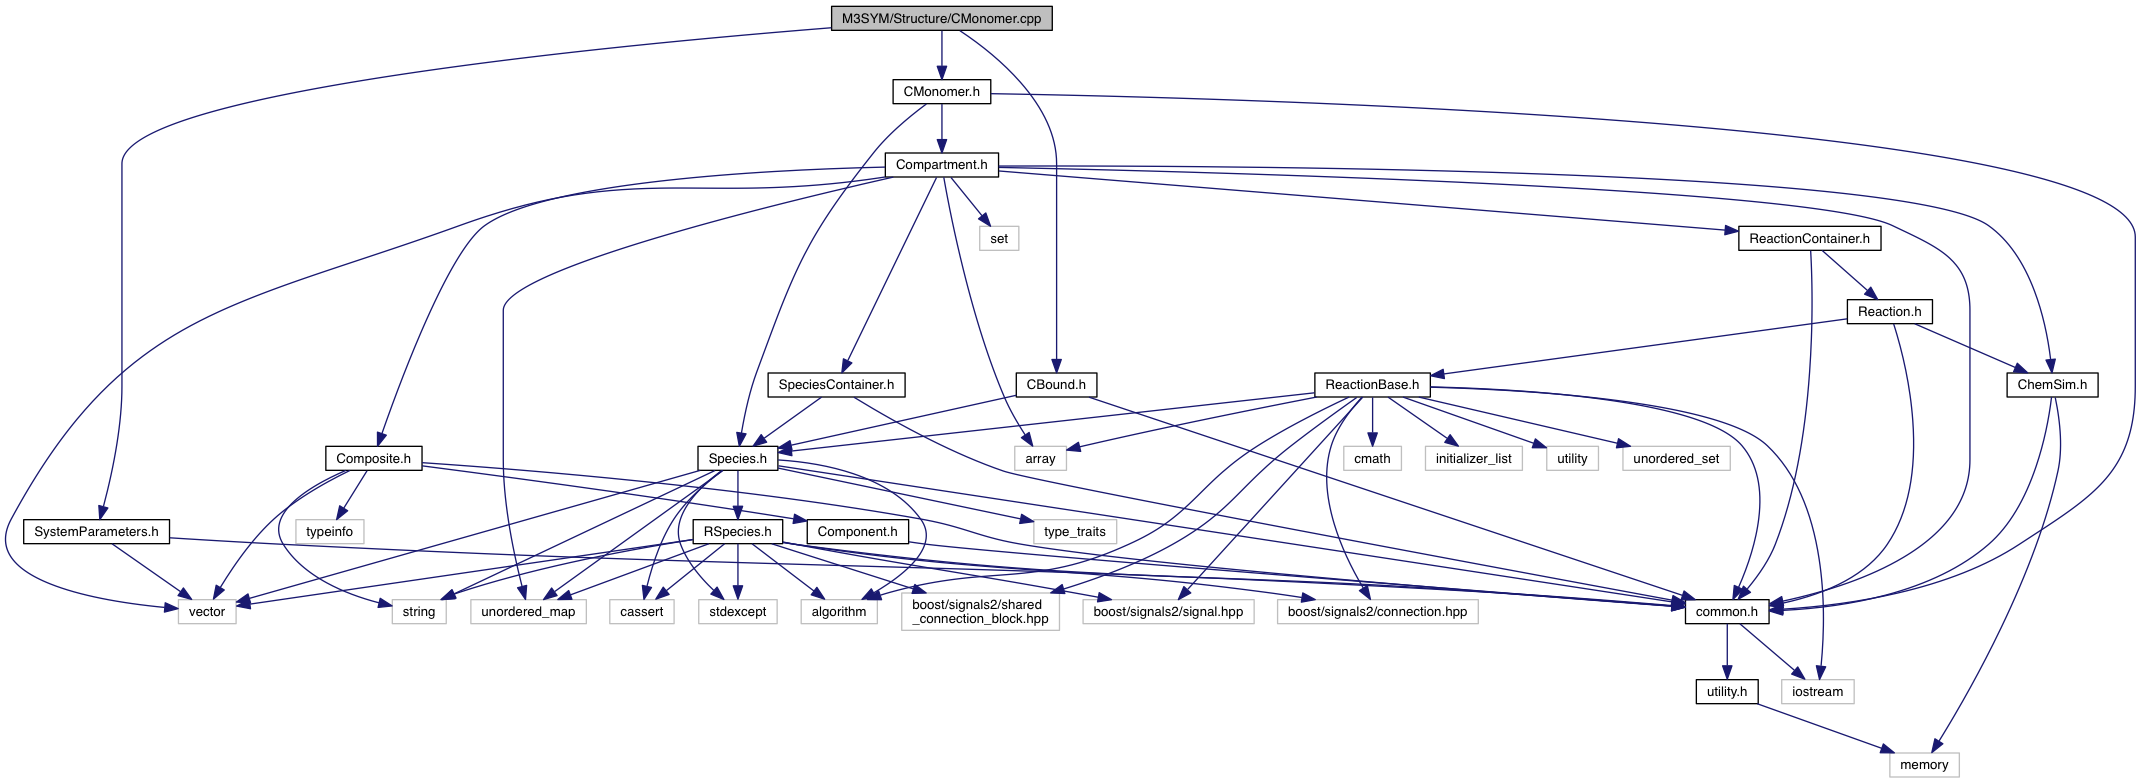 M3SYM/Structure/CMonomer.cpp
CMonomer.h
Compartment.h
set
ReactionContainer.h
Reaction.h
SpeciesContainer.h
CBound.h
ReactionBase.h
ChemSim.h
Composite.h
Species.h
array
cmath
initializer_list
utility
unordered_set
SystemParameters.h
typeinfo
RSpecies.h
Component.h
type_traits
vector
string
unordered_map
cassert
stdexcept
algorithm
boost/signals2/shared
_connection_block.hpp
boost/signals2/signal.hpp
boost/signals2/connection.hpp
common.h
utility.h
iostream
memory